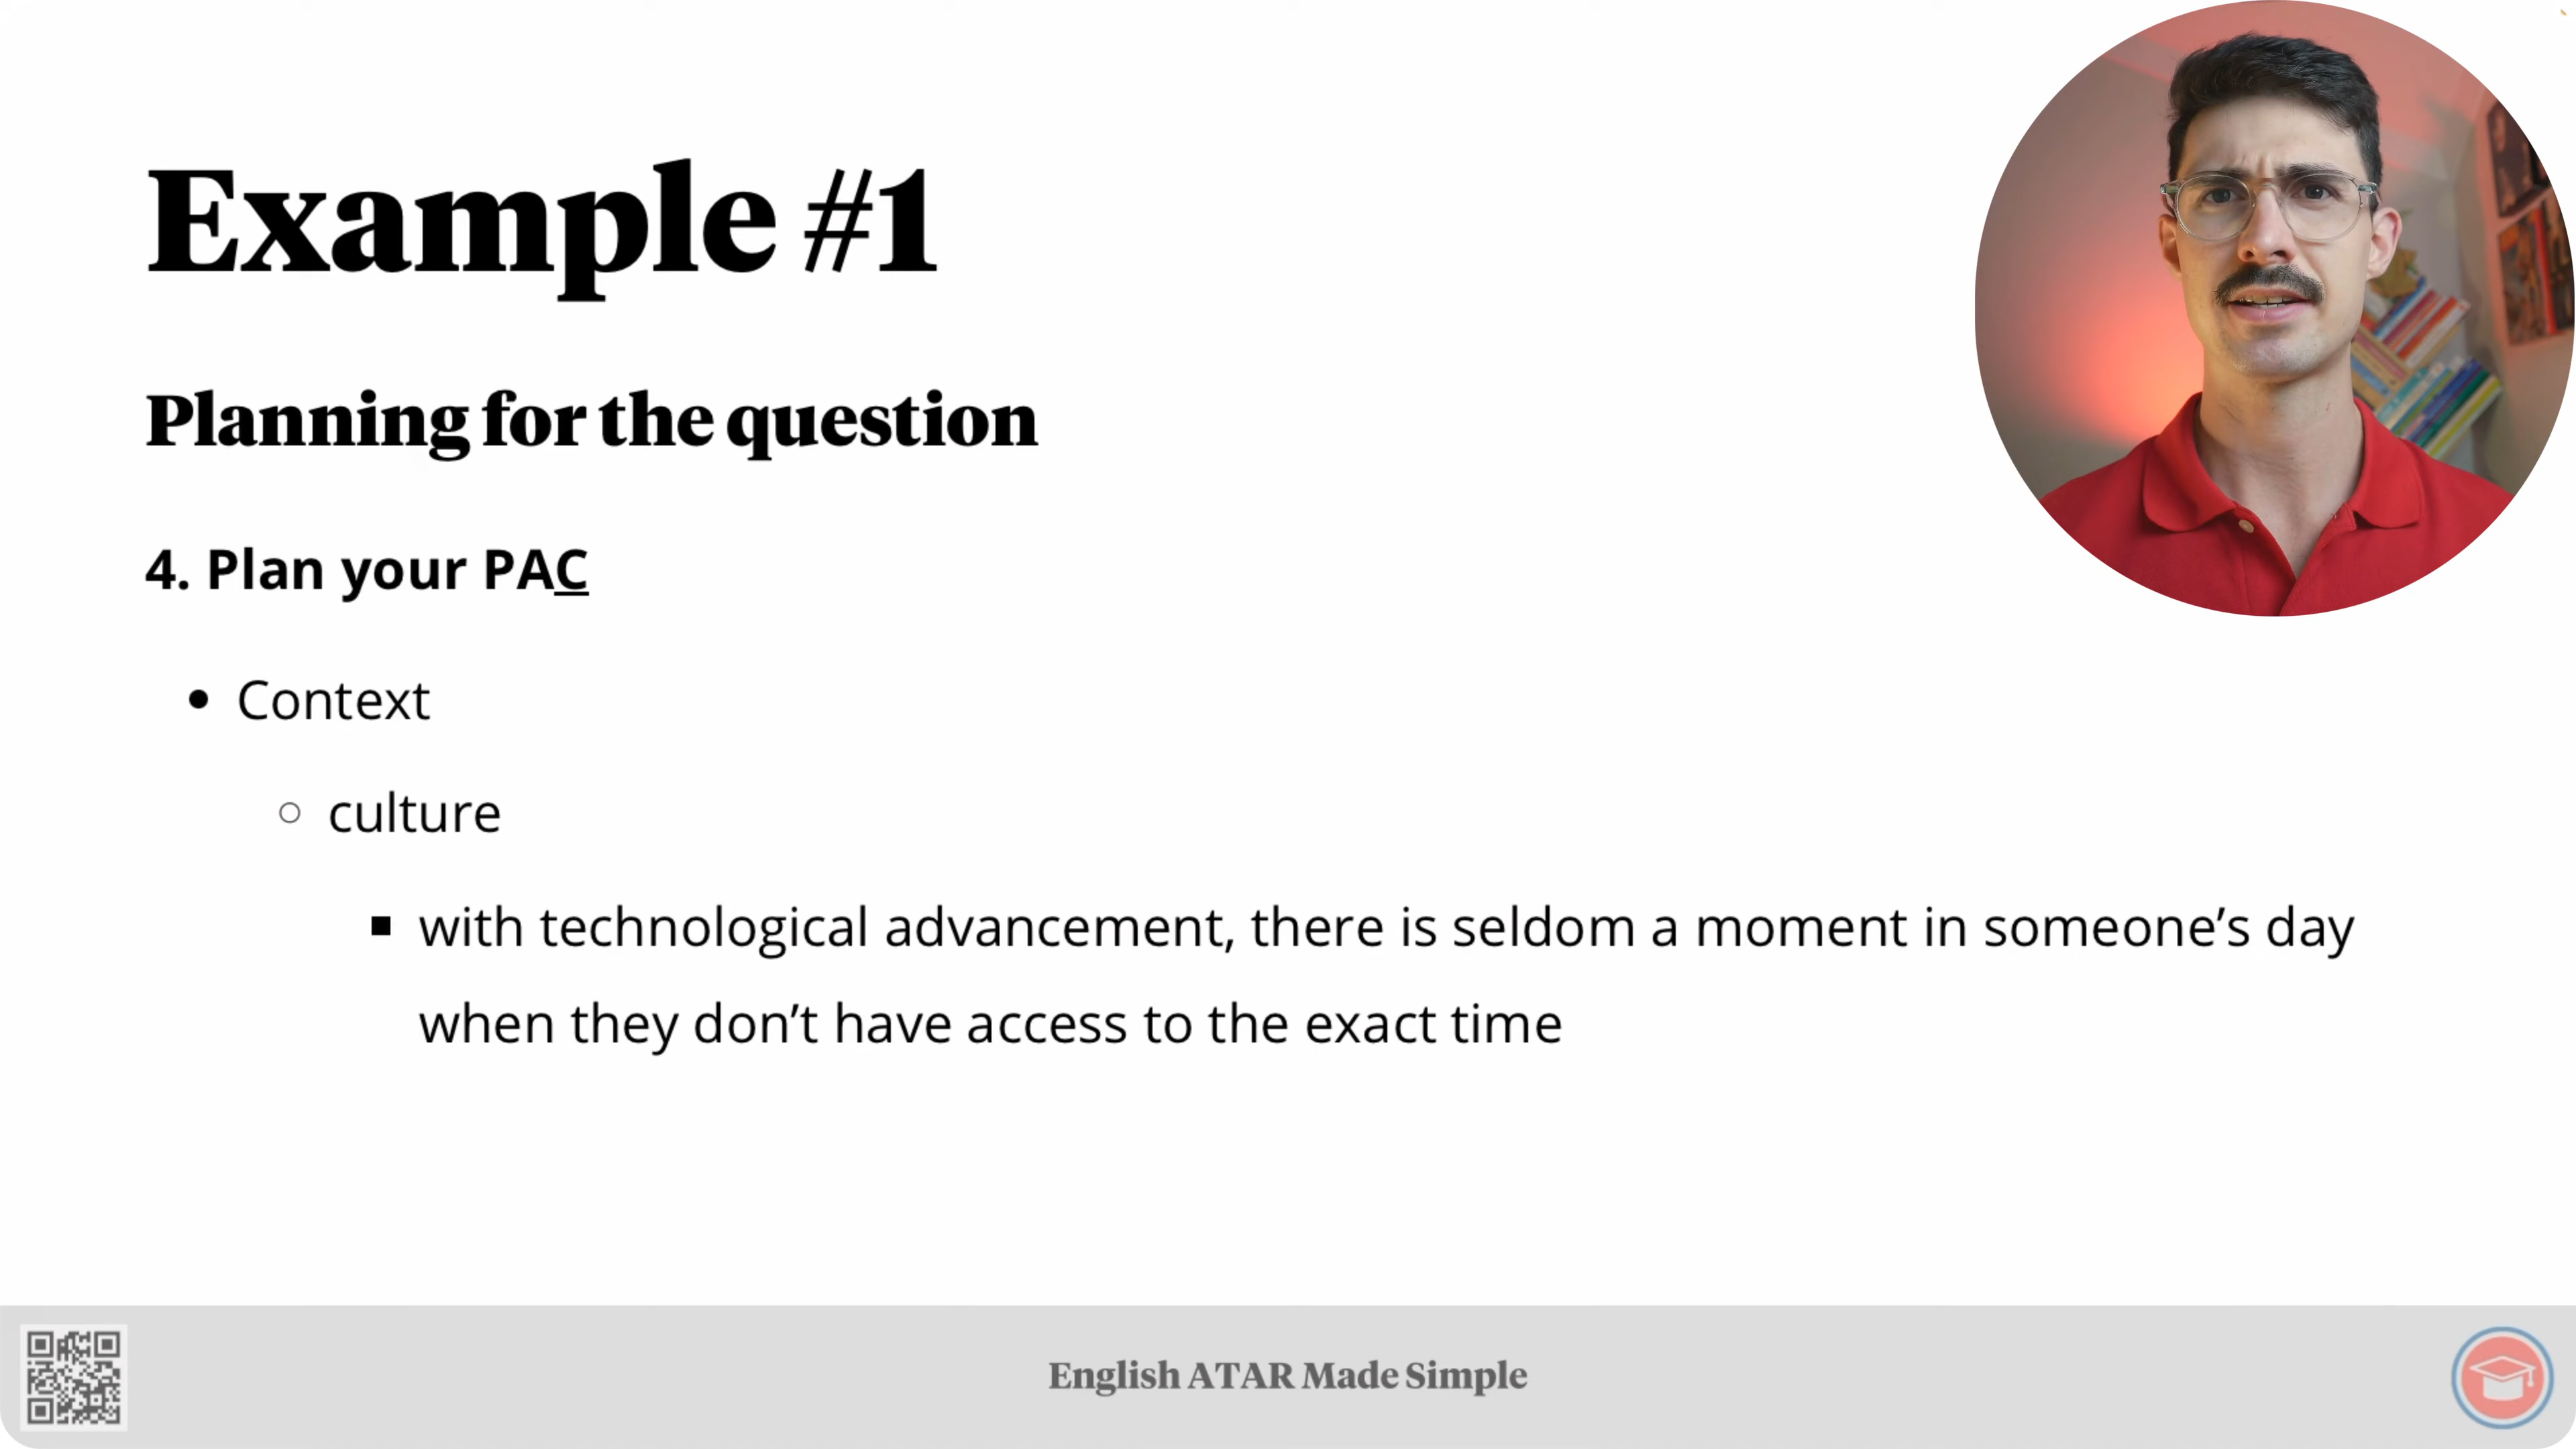 Example #1
Planning for the question
4. Plan your PAC
• Context
○ culture
■ with technological advancement, there is seldom a moment in someone’s day
when they don’t have access to the exact time
English ATAR Made Simple